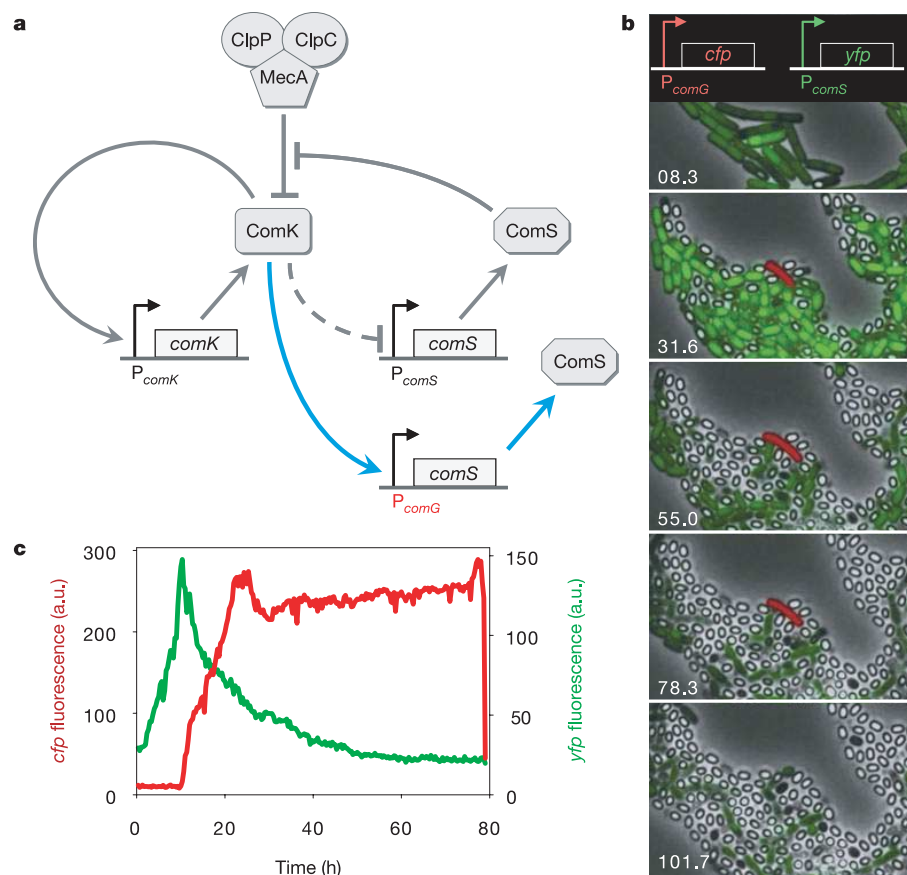 a
ClpP ClpC
MecA
ComK
ComS
comK
PcomK
comS
PcomS
ComS
comS
PcomG
b
cfp
yfp
PcomG
PcomS
08.3
31.6
55.0
78.3
101.7
c
cfp fluorescence (a.u.)
300
200
100
0
150
100
50
0
yfp fluorescence (a.u.)
0 20 40 60 80
Time (h)